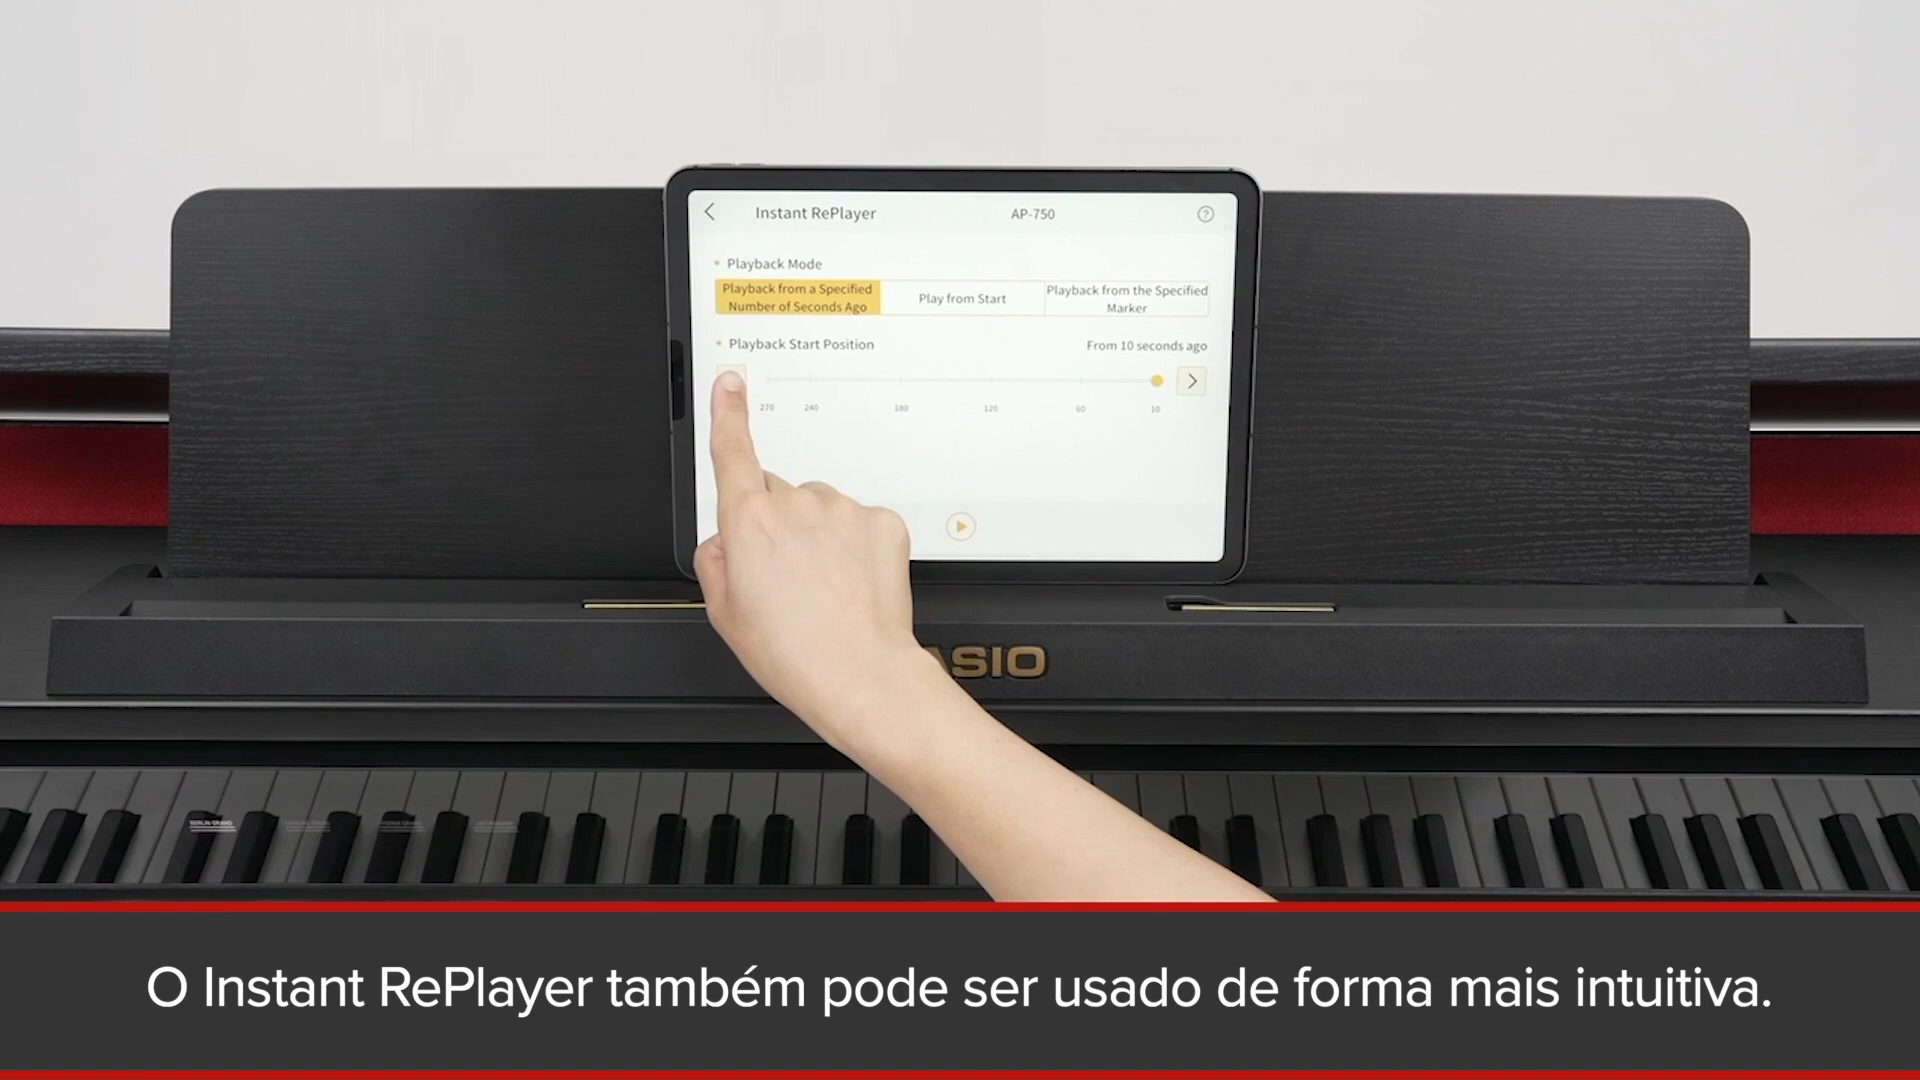 Instant RePlayer
AP-750
?
Playback Mode
Playback from a Specified
Number of Seconds Ago
Play from Start
Playback from the Specified
Marker
Playback Start Position
From 10 seconds ago
270 240 180 120 60 10
ASIO
BERLIN GRAND
O Instant RePlayer também pode ser usado de forma mais intuitiva.